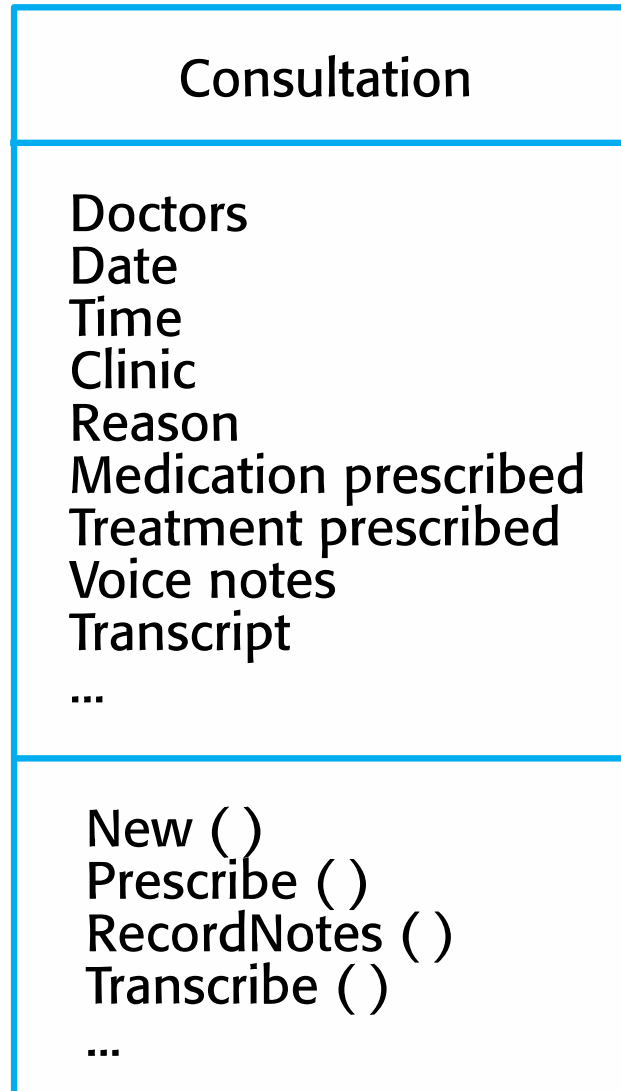 Consultation
Doctors
Date
Time
Clinic
Reason
Medication prescribed
Treatment prescribed
Voice notes
Transcript
...
New ( )
Prescribe ( )
RecordNotes ( )
Transcribe ( )
...